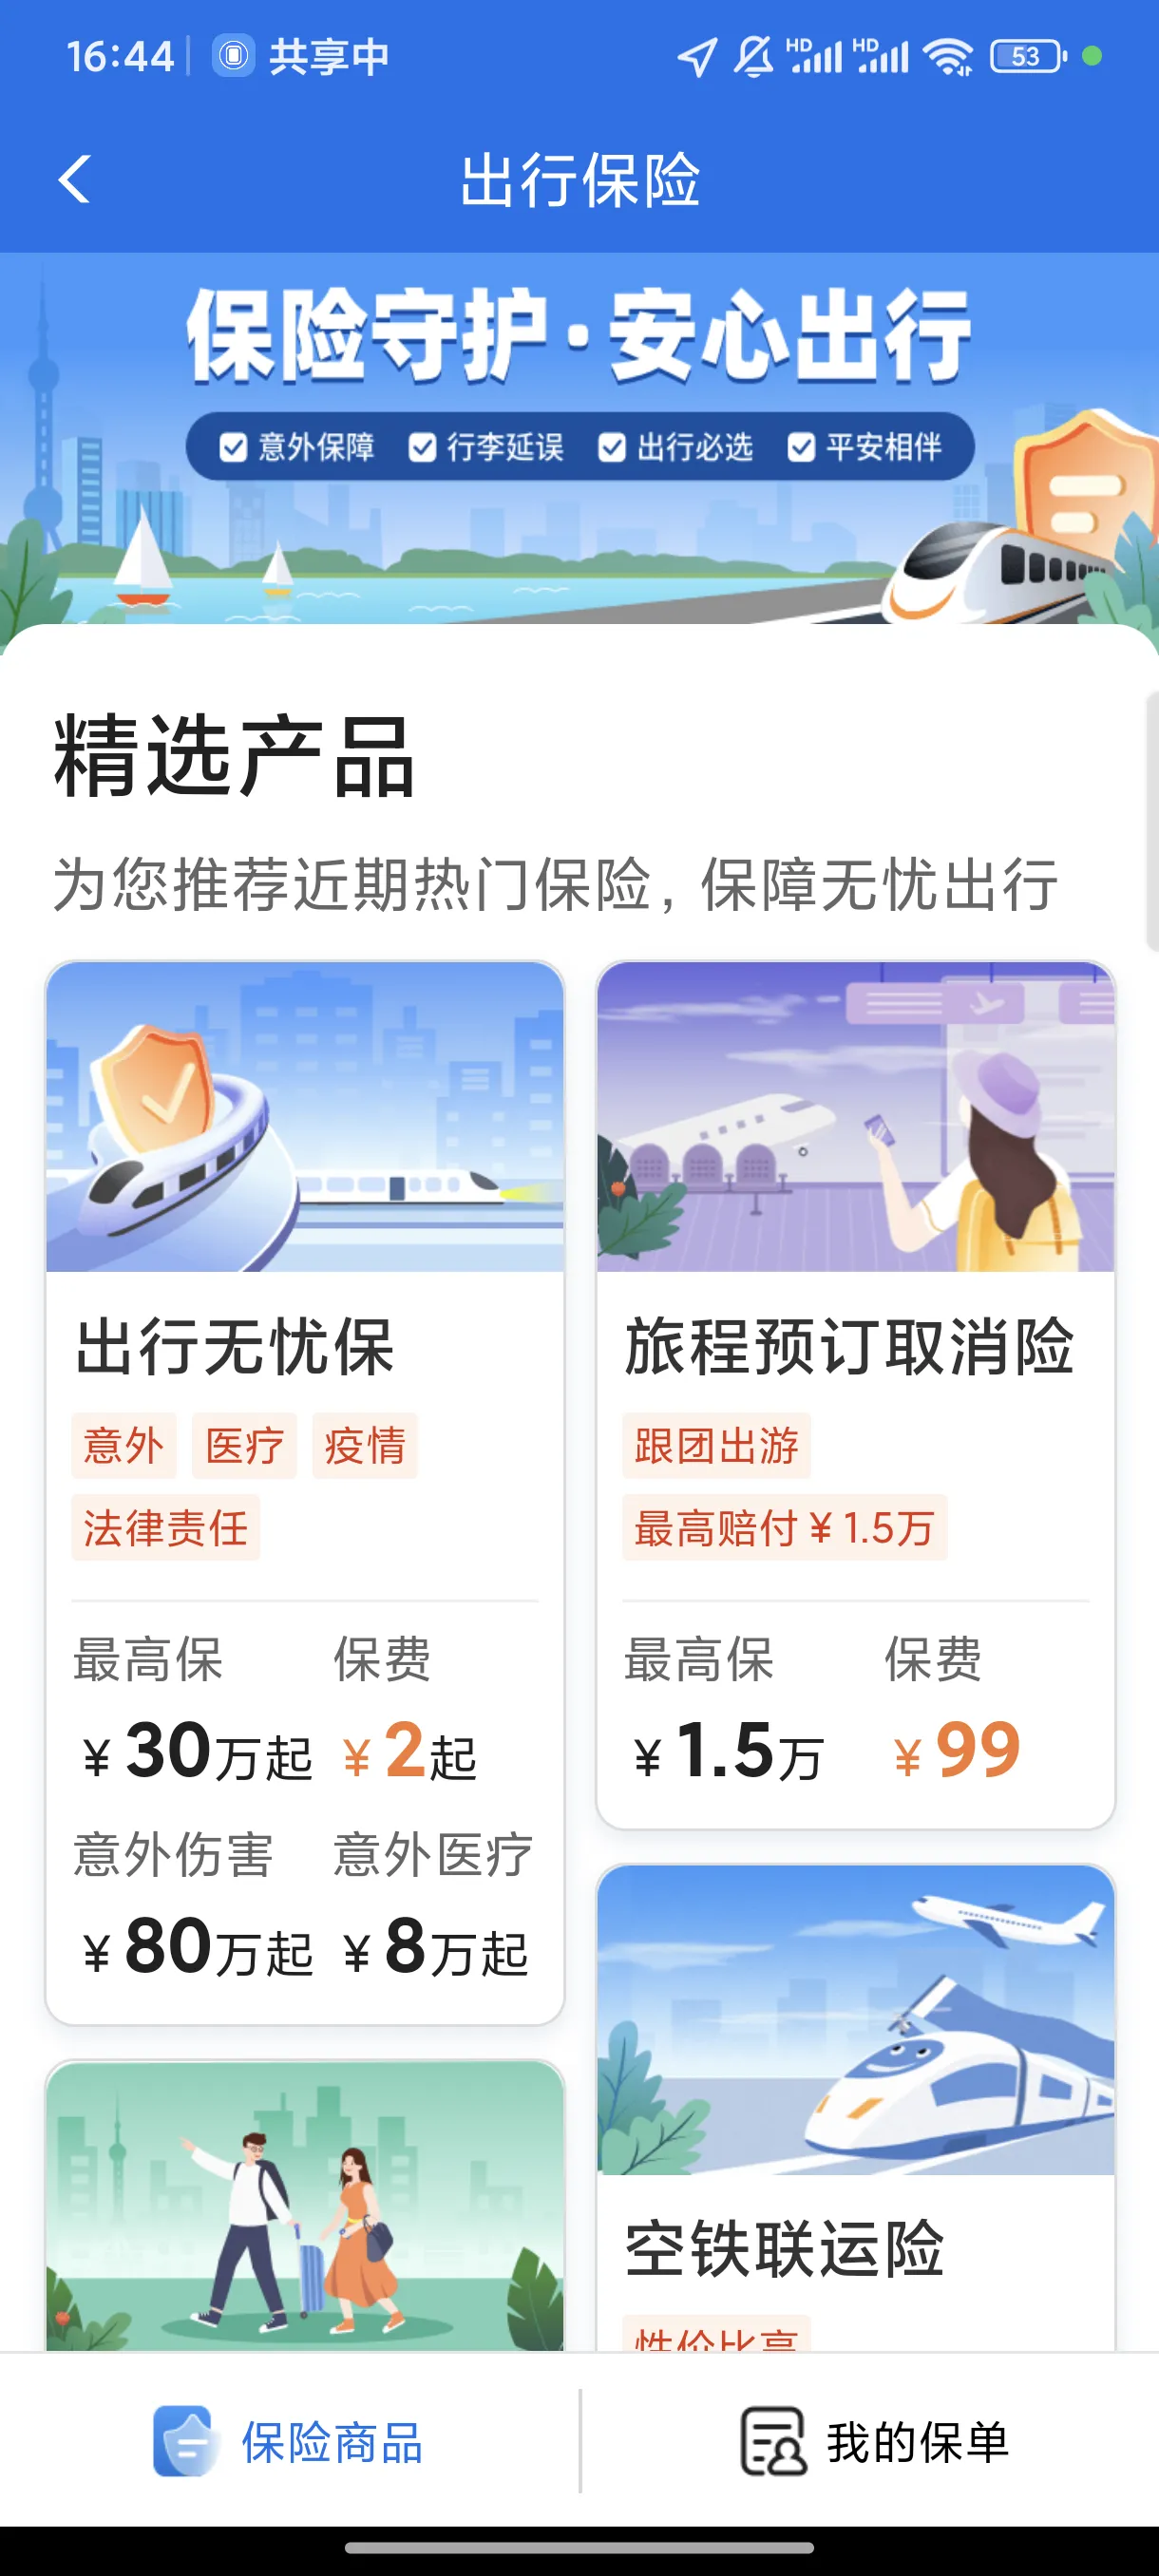 16:44 共享中 HD HD 53
出行保险
保险守护·安心出行
意外保障 行李延误 出行必选 平安相伴
精选产品
为您推荐近期热门保险，保障无忧出行
出行无忧保
意外 医疗 疫情
法律责任
最高保 保费
¥30万起 ¥2起
意外伤害 意外医疗
¥80万起 ¥8万起
旅程预订取消险
跟团出游
最高赔付¥1.5万
最高保 保费
¥1.5万 ¥99
空铁联运险
性价比高
保险商品 我的保单